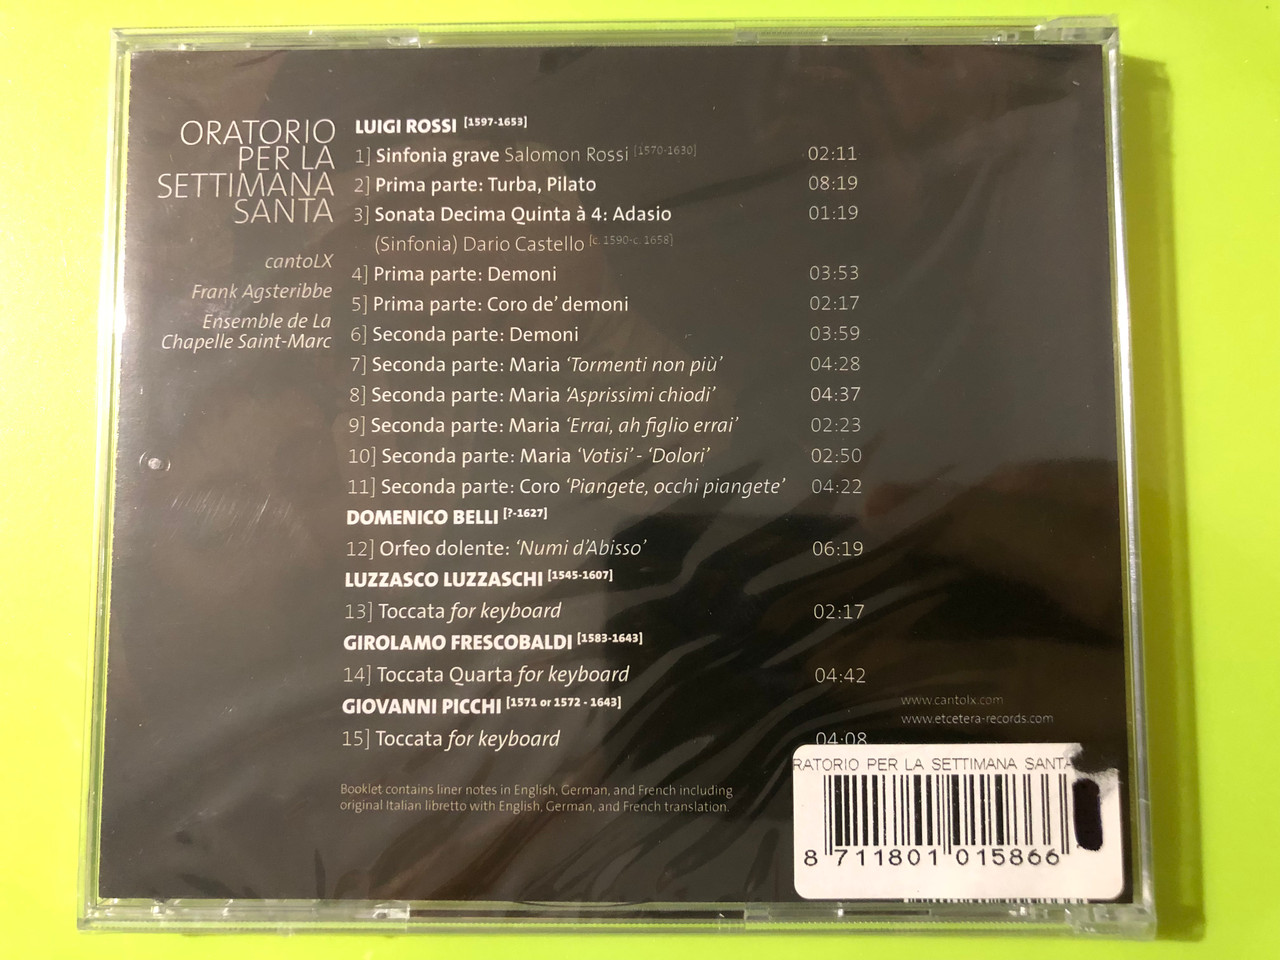 ORATORIO
PER LA
SETTIMANA
SANTA
cantoLX
Frank Agsteribbe
Ensemble de La
Chapelle Saint-Marc
LUIGI ROSSI [1597-1653]
1] Sinfonia grave Salomon Rossi [1570-1630] 02:11
2] Prima parte: Turba, Pilato 08:19
3] Sonata Decima Quinta à 4: Adasio 01:19
(Sinfonia) Dario Castello [c. 1590-c. 1658]
4] Prima parte: Demoni 03:53
5] Prima parte: Coro de’ demoni 02:17
6] Seconda parte: Demoni 03:59
7] Seconda parte: Maria ‘Tormenti non più’ 04:28
8] Seconda parte: Maria ‘Asprissimi chiodi’ 04:37
9] Seconda parte: Maria ‘Errai, ah figlio errai’ 02:23
10] Seconda parte: Maria ‘Votisi’ - ‘Dolori’ 02:50
11] Seconda parte: Coro ‘Piangete, occhi piangete’ 04:22
DOMENICO BELLI [?-1627]
12] Orfeo dolente: ‘Numi d’Abisso’ 06:19
LUZZASCO LUZZASCHI [1545-1607]
13] Toccata for keyboard 02:17
GIROLAMO FRESCOBALDI [1583-1643]
14] Toccata Quarta for keyboard 04:42
GIOVANNI PICCHI [1571 or 1572 - 1643]
15] Toccata for keyboard 04:08
Booklet contains liner notes in English, German, and French including
original Italian libretto with English, German, and French translation.
www.cantolx.com
www.etcetera-records.com
RATORIO PER LA SETTIMANA SANTA
8 711801 015866